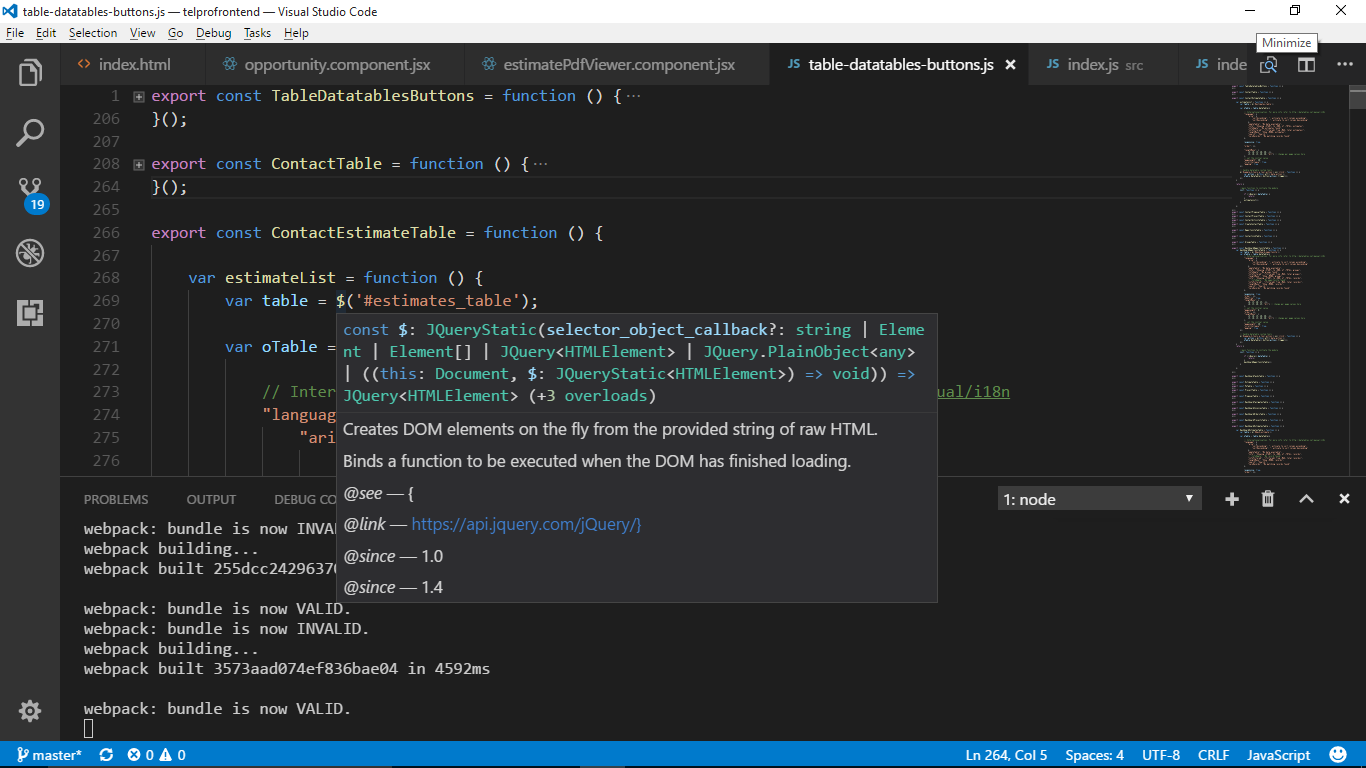 table-datatables-buttons.js — telprofrontend — Visual Studio Code
File Edit Selection View Go Debug Tasks Help
Minimize
index.html opportunity.component.jsx estimatePdfViewer.component.jsx JS table-datatables-buttons.js JS index.js src JS inde
1 export const TableDatatablesButtons = function () {···
206 }();
207
208 export const ContactTable = function () {···
264 }();
265
266 export const ContactEstimateTable = function () {
267
268 var estimateList = function () {
269 var table = $('#estimates_table');
270
271 var oTable =
272
273 // Inter ual/i18n
274 "languag
275 "ari
276
19
const $: JQueryStatic(selector_object_callback?: string | Eleme
nt | Element[] | JQuery<HTMLElement> | JQuery.PlainObject<any>
| ((this: Document, $: JQueryStatic<HTMLElement>) => void)) =>
JQuery<HTMLElement> (+3 overloads)
Creates DOM elements on the fly from the provided string of raw HTML.
Binds a function to be executed when the DOM has finished loading.
@see — {
@link — https://api.jquery.com/jQuery/}
@since — 1.0
@since — 1.4
PROBLEMS OUTPUT DEBUG CO 1: node
webpack: bundle is now INVA
webpack building...
webpack built 255dcc2429637
webpack: bundle is now VALID.
webpack: bundle is now INVALID.
webpack building...
webpack built 3573aad074ef836bae04 in 4592ms
webpack: bundle is now VALID.
master* 0 0 Ln 264, Col 5 Spaces: 4 UTF-8 CRLF JavaScript